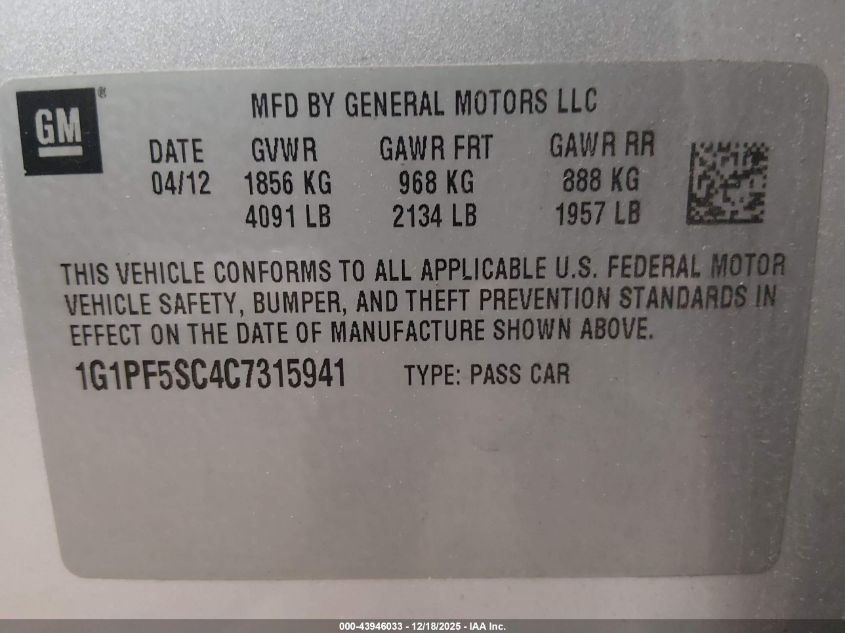 GM®
MFD BY GENERAL MOTORS LLC
DATE GVWR GAWR FRT GAWR RR
04/12 1856 KG 968 KG 888 KG
4091 LB 2134 LB 1957 LB
THIS VEHICLE CONFORMS TO ALL APPLICABLE U.S. FEDERAL MOTOR
VEHICLE SAFETY, BUMPER, AND THEFT PREVENTION STANDARDS IN
EFFECT ON THE DATE OF MANUFACTURE SHOWN ABOVE.
1G1PF5SC4C7315941 TYPE: PASS CAR
000-43946033 - 12/18/2025 - IAA Inc.